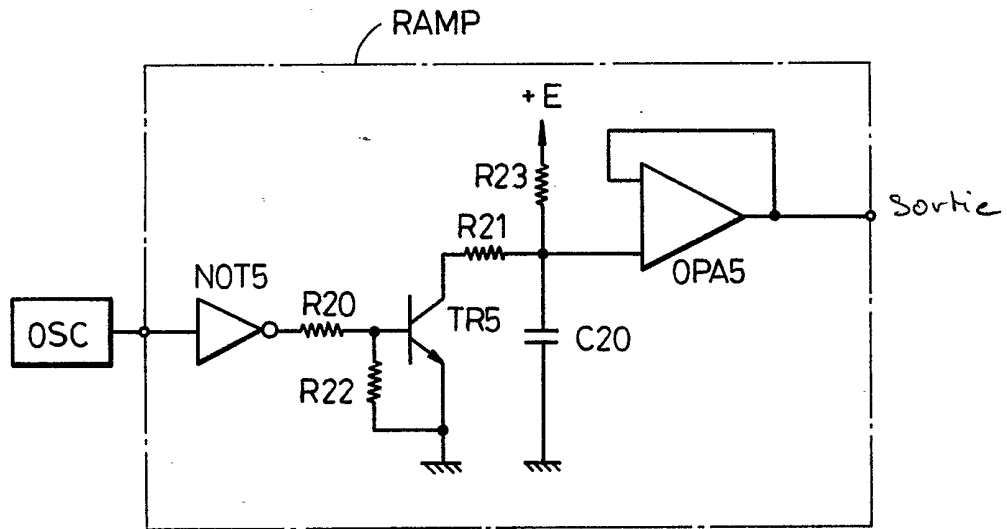 RAMP
+ E
R23
Sortie
R21
OPA5
NOT5
R20
TR5
OSC
C20
R22